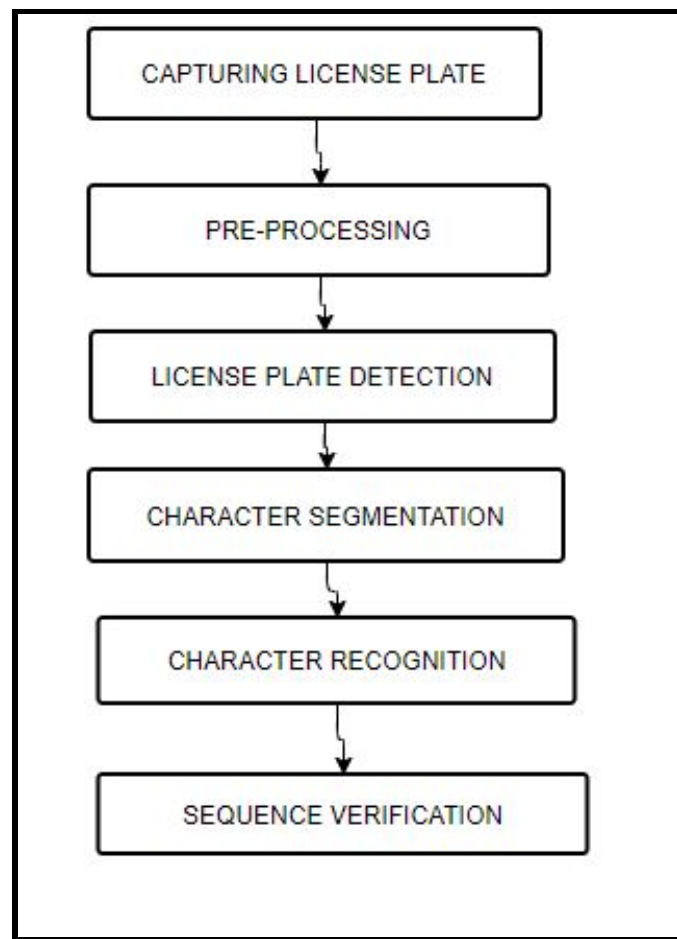 CAPTURING LICENSE PLATE
PRE-PROCESSING
LICENSE PLATE DETECTION
CHARACTER SEGMENTATION
CHARACTER RECOGNITION
SEQUENCE VERIFICATION